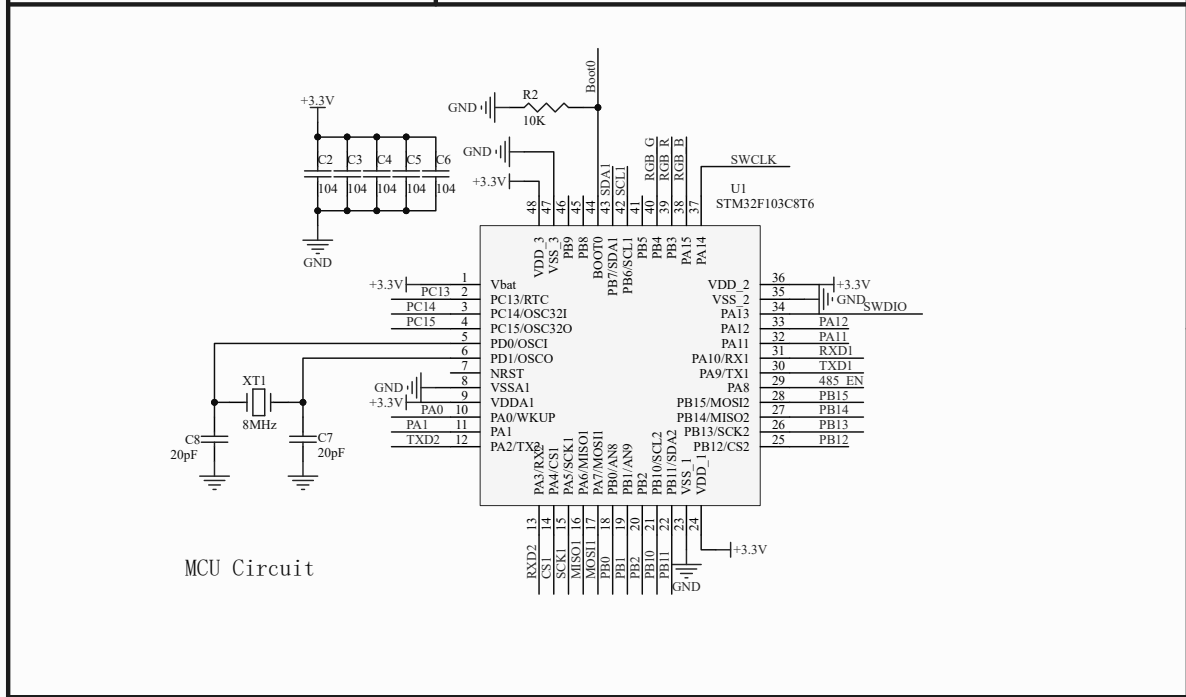 Boot0
R2
GND
10K
+3.3V
C2 C3 C4 C5 C6
104 104 104 104 104
GND
GND
+3.3V
SDA1
SCL1
RGB_G
RGB_R
RGB_B
SWCLK
U1
STM32F103C8T6
48 47 46 45 44 43 42 41 40 39 38 37
VDD_3
VSS_3
PB9
PB8
BOOT0
PB7/SDA1
PB6/SCL1
PB5
PB4
PB3
PA15
PA14
+3.3V 1 Vbat
PC13 2 PC13/RTC
PC14 3 PC14/OSC32I
PC15 4 PC15/OSC32O
5 PD0/OSCI
6 PD1/OSCO
7 NRST
GND 8 VSSA1
+3.3V 9 VDDA1
PA0 10 PA0/WKUP
PA1 11 PA1
TXD2 12 PA2/TX2
VDD_2 36 +3.3V
VSS_2 35 GND
PA13 34 SWDIO
PA12 33 PA12
PA11 32 PA11
PA10/RX1 31 RXD1
PA9/TX1 30 TXD1
PA8 29 485_EN
PB15/MOSI2 28 PB15
PB14/MISO2 27 PB14
PB13/SCK2 26 PB13
PB12/CS2 25 PB12
XT1
8MHz
C8
20pF
C7
20pF
PA3/RX2
PA4/CS1
PA5/SCK1
PA6/MISO1
PA7/MOSI1
PB0/AN8
PB1/AN9
PB2
PB10/SCL2
PB11/SDA2
VSS_1
VDD_1
13 14 15 16 17 18 19 20 21 22 23 24
RXD2
CS1
SCK1
MISO1
MOSI1
PB0
PB1
PB2
PB10
PB11
GND
+3.3V
MCU Circuit